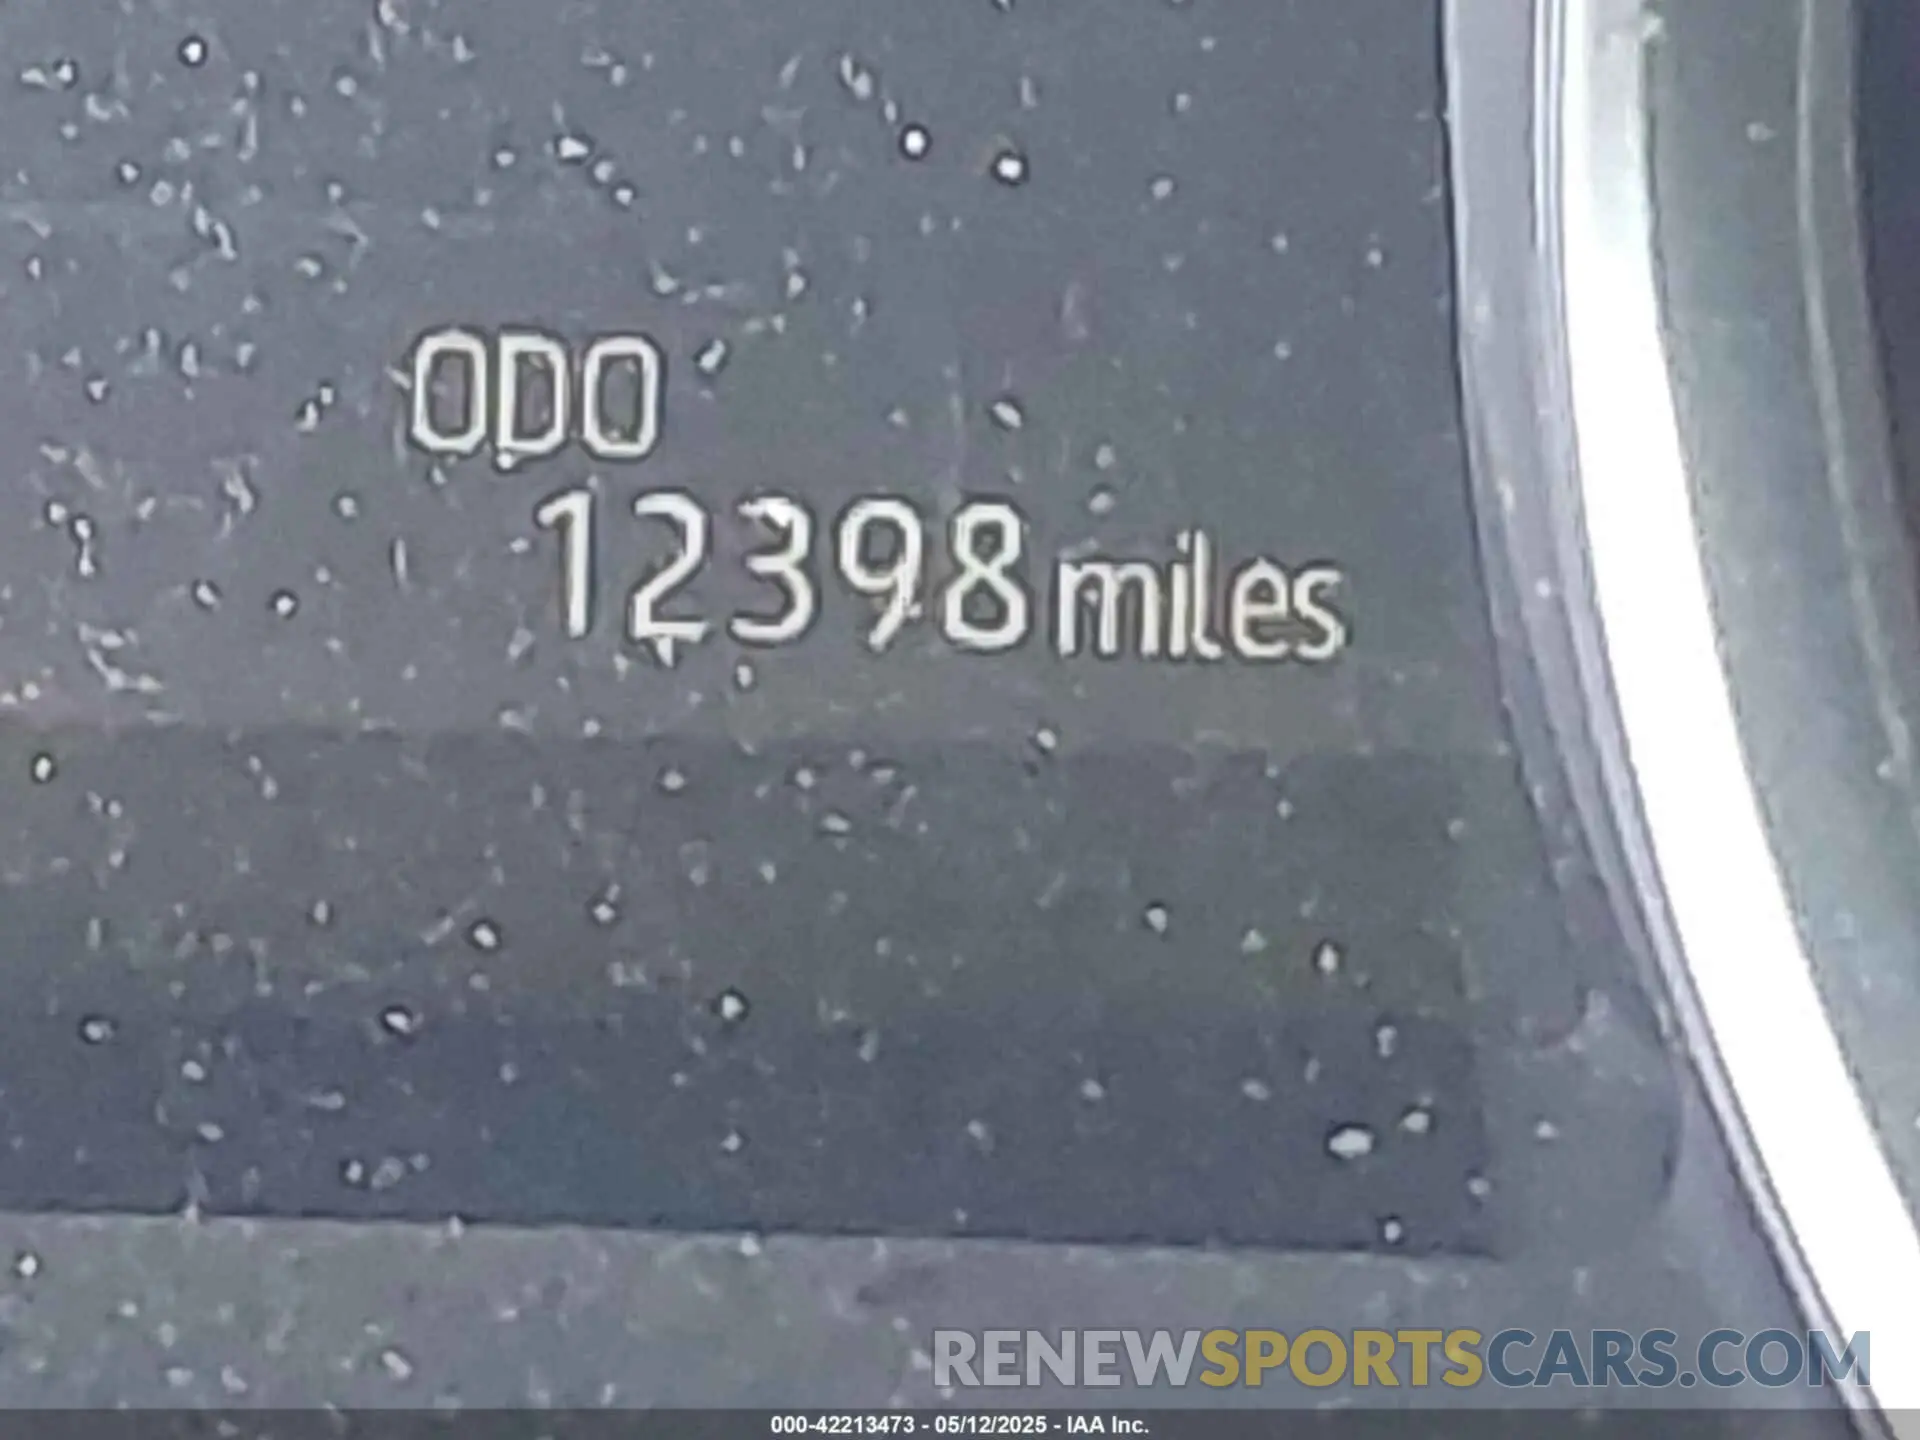 ODO
12398 miles
RENEWSPORTSCARS.COM
000-42213473 - 05/12/2025 - IAA Inc.